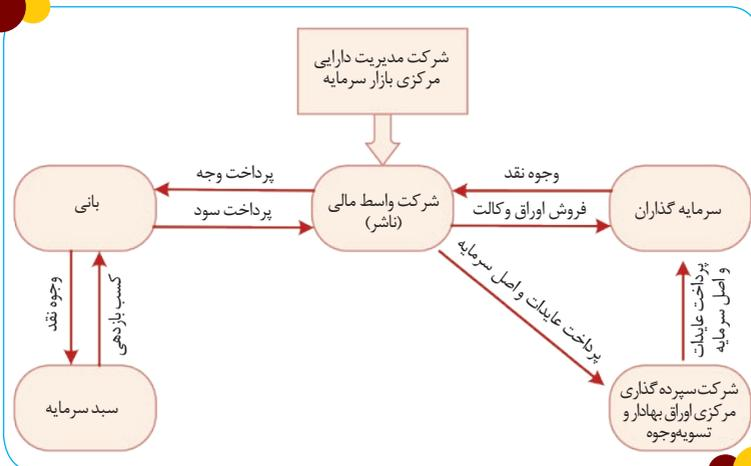 شرکت مدیریت دارایی
مرکزی بازار سرمایه
وجوه نقد
پرداخت وجه
سرمایه گذاران
فروش اوراق وکالت
شرکت واسط مالی
(ناشر)
پرداخت سود
بانی
پرداخت عایدات
و اصل سرمایه
پرداخت عایدات و اصل سرمایه
کسب بازدهی
وجوه نقد
شرکت سپرده گذاری
مرکزی اوراق بهادار و
تسویه وجوه
سبد سرمایه